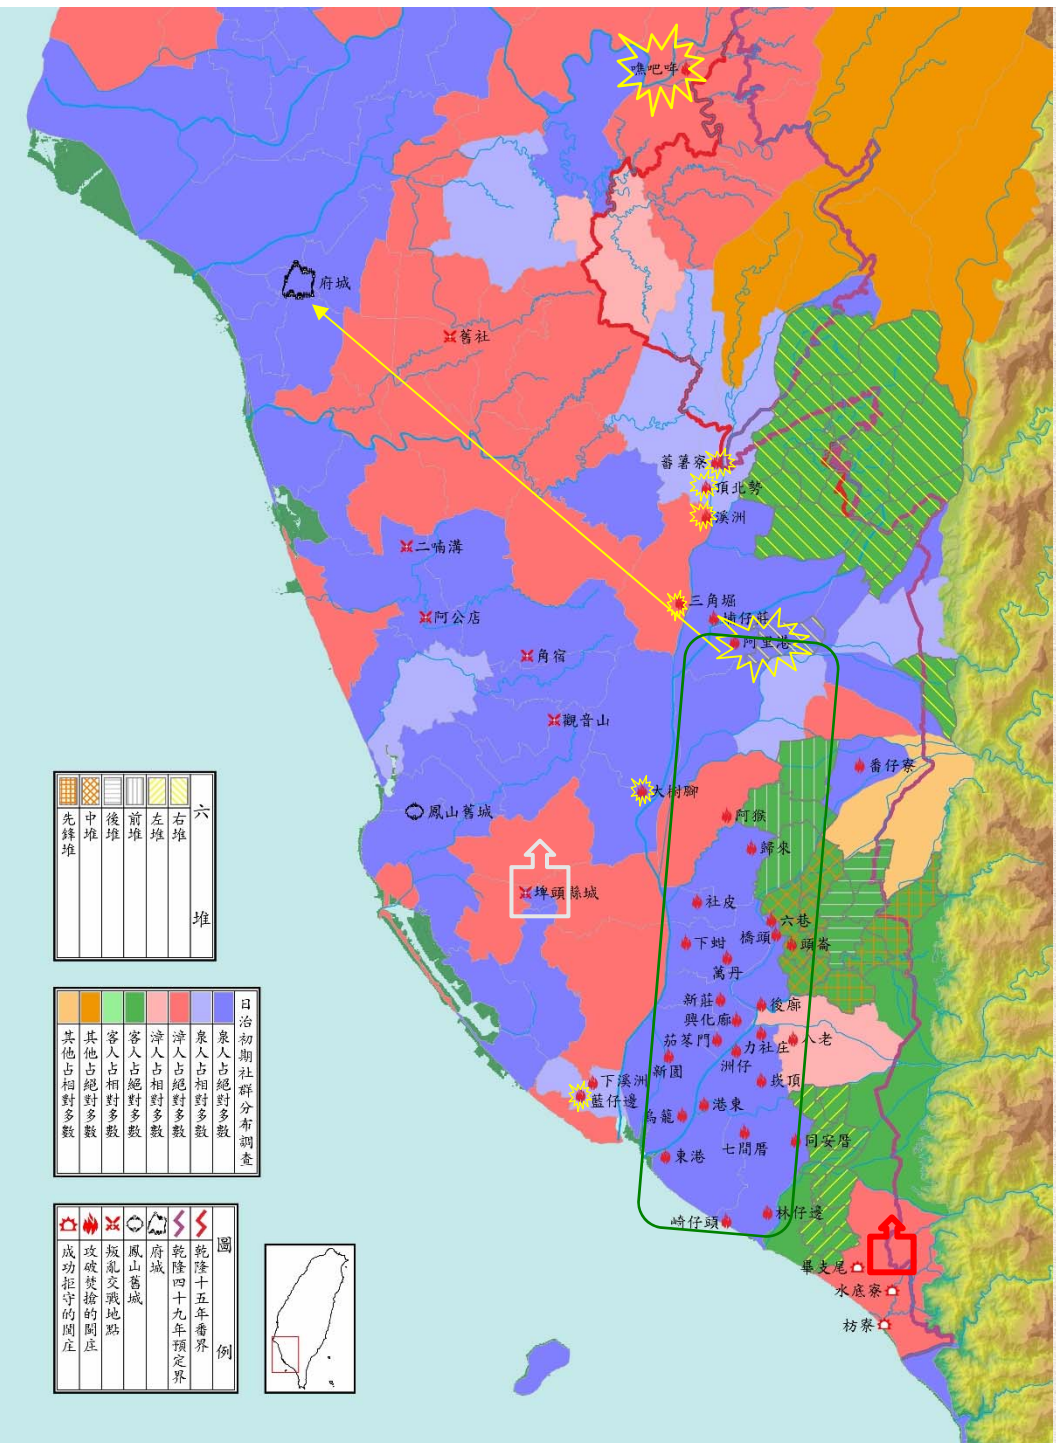 噍吧哖
府城
舊社
蕃薯寮
頂北勢
溪洲
二喃溝
三角堀
阿公店
埔仔莊
阿里港
角宿
觀音山
番仔寮
大樹腳
鳳山舊城
阿猴
歸來
埤頭縣城
社皮
六巷
下蚶
橋頭
頭崙
萬丹
新莊
後廍
興化廍
茄苳門
力社庄
八老
洲仔
新園
下溪洲
崁頂
藍仔邊
港東
烏龍
七間厝
同安厝
東港
林仔邊
崎仔頭
畢支尾
水底寮
枋寮
六堆
右堆
左堆
前堆
後堆
中堆
先鋒堆
日治初期社群分布調查
泉人占絕對多數
泉人占相對多數
漳人占絕對多數
漳人占相對多數
客人占絕對多數
客人占相對多數
其他占絕對多數
其他占相對多數
圖例
乾隆十五年番界
乾隆四十九年預定界
府城
鳳山舊城
叛亂交戰地點
攻破焚搶的閩庄
成功拒守的閩庄